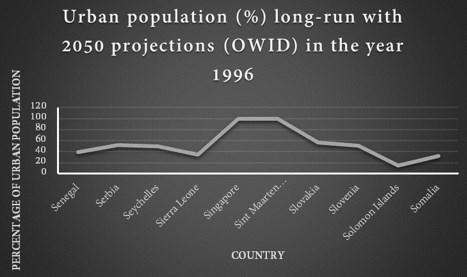 Urban population (%) long-run with
2050 projections (OWID) in the year
1996
PERCENTAGE OF URBAN POPULATION
120
100
80
60
40
20
0
Senegal
Serbia
Seychelles
Sierra Leone
Singapore
Sint Maarten...
Slovakia
Slovenia
Solomon Islands
Somalia
COUNTRY